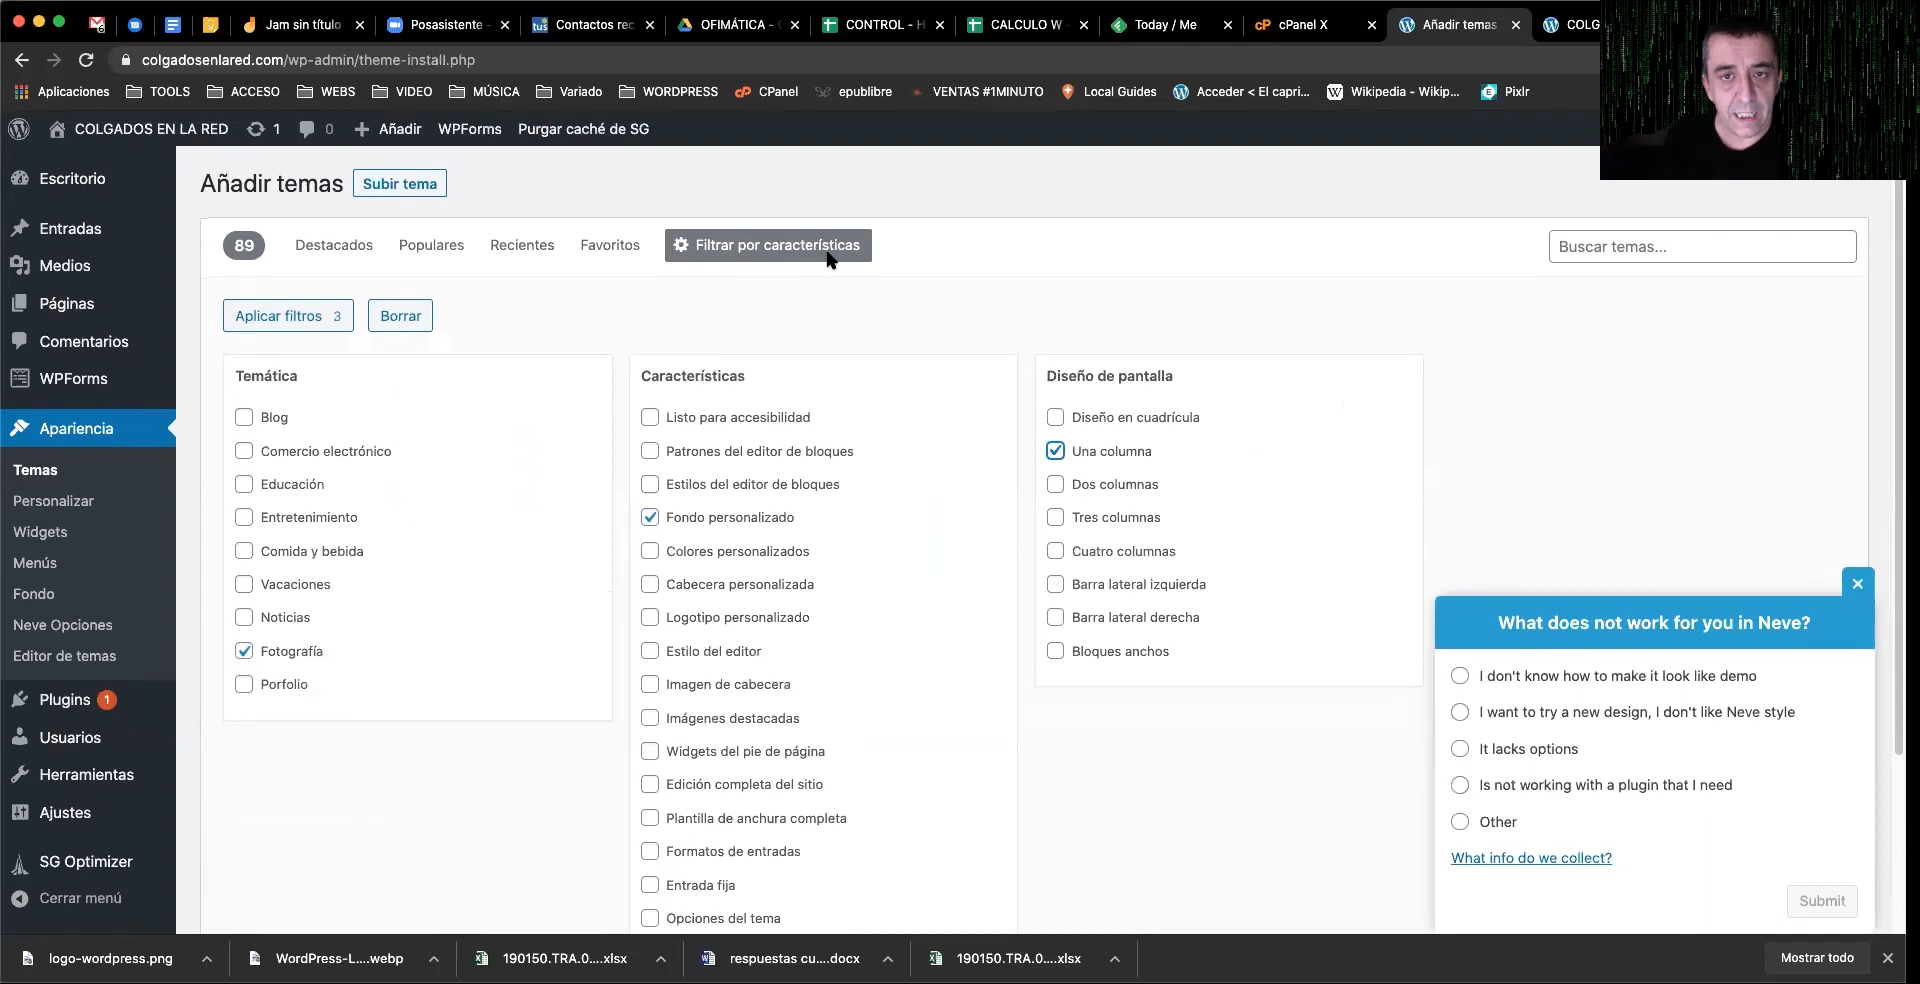 Jam sin título
Posasistente -
Contactos rec
OFIMÁTICA -
CONTROL - H
CALCULO W -
Today / Me
cPanel X
Añadir temas
COLG
colgadosenlared.com/wp-admin/theme-install.php
Aplicaciones
TOOLS
ACCESO
WEBS
VIDEO
MÚSICA
Variado
WORDPRESS
CPanel
epublibre
VENTAS #1MINUTO
Local Guides
Acceder < El capri...
Wikipedia - Wikip...
Pixlr
COLGADOS EN LA RED
1
0
Añadir
WPForms
Purgar caché de SG
Escritorio
Entradas
Medios
Páginas
Comentarios
WPForms
Apariencia
Temas
Personalizar
Widgets
Menús
Fondo
Neve Opciones
Editor de temas
Plugins 1
Usuarios
Herramientas
Ajustes
SG Optimizer
Cerrar menú
Añadir temas
Subir tema
89
Destacados
Populares
Recientes
Favoritos
Filtrar por características
Buscar temas...
Aplicar filtros 3
Borrar
Temática
Blog
Comercio electrónico
Educación
Entretenimiento
Comida y bebida
Vacaciones
Noticias
Fotografía
Porfolio
Características
Listo para accesibilidad
Patrones del editor de bloques
Estilos del editor de bloques
Fondo personalizado
Colores personalizados
Cabecera personalizada
Logotipo personalizado
Estilo del editor
Imagen de cabecera
Imágenes destacadas
Widgets del pie de página
Edición completa del sitio
Plantilla de anchura completa
Formatos de entradas
Entrada fija
Opciones del tema
Diseño de pantalla
Diseño en cuadrícula
Una columna
Dos columnas
Tres columnas
Cuatro columnas
Barra lateral izquierda
Barra lateral derecha
Bloques anchos
What does not work for you in Neve?
I don't know how to make it look like demo
I want to try a new design, I don't like Neve style
It lacks options
Is not working with a plugin that I need
Other
What info do we collect?
Submit
logo-wordpress.png
WordPress-L....webp
190150.TRA.0....xlsx
respuestas cu....docx
190150.TRA.0....xlsx
Mostrar todo